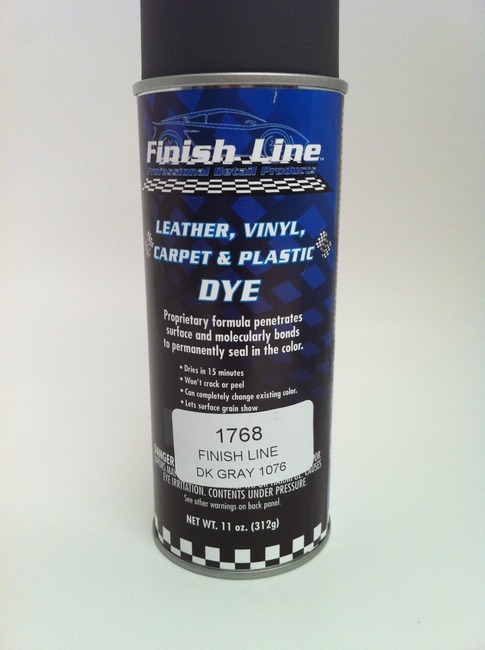 Finish Line
Professional Detail Products
LEATHER, VINYL,
CARPET & PLASTIC
DYE
Proprietary formula penetrates
surface and molecularly bonds
to permanently seal in the color.
• Dries in 15 minutes
• Won't crack or peel
• Can completely change existing color.
• Lets surface grain show
1768
FINISH LINE
DK GRAY 1076
DANGER
CAUSES
EYE IRRITATION. CONTENTS UNDER PRESSURE.
See other warnings on back panel.
NET WT. 11 oz. (312g)